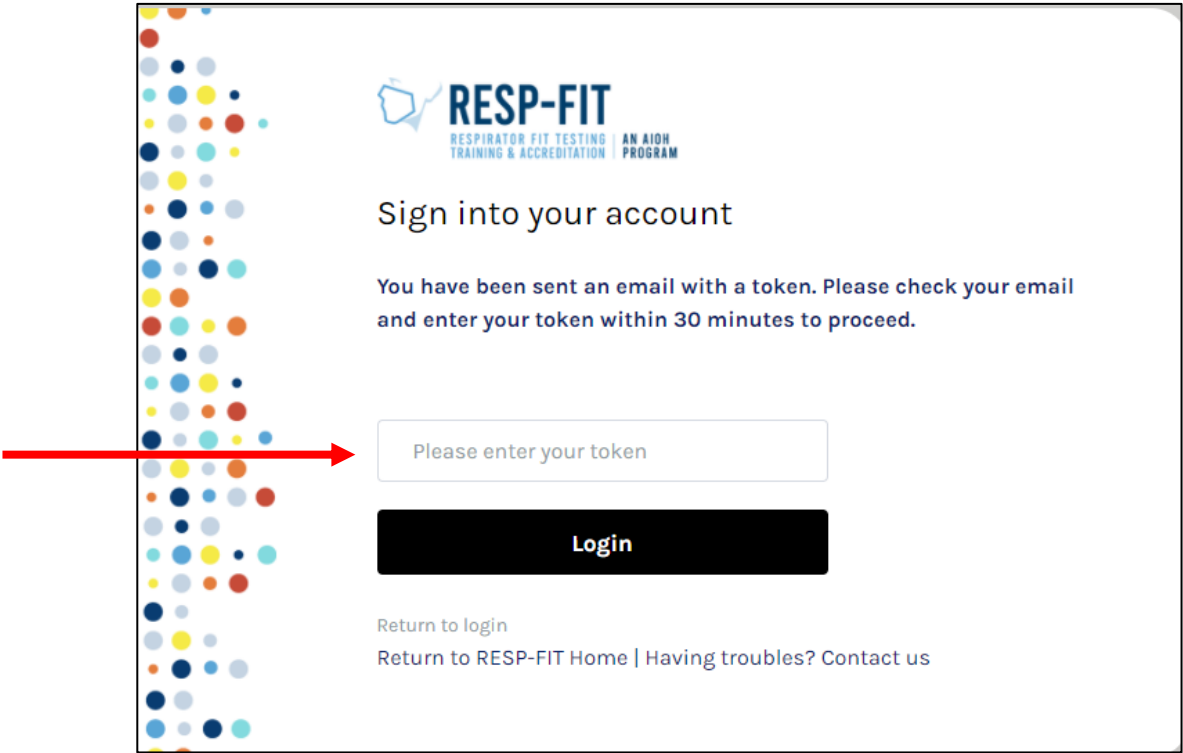 RESP-FIT
RESPIRATOR FIT TESTING
TRAINING & ACCREDITATION
AN AIOH
PROGRAM
Sign into your account
You have been sent an email with a token. Please check your email
and enter your token within 30 minutes to proceed.
Please enter your token
Login
Return to login
Return to RESP-FIT Home | Having troubles? Contact us